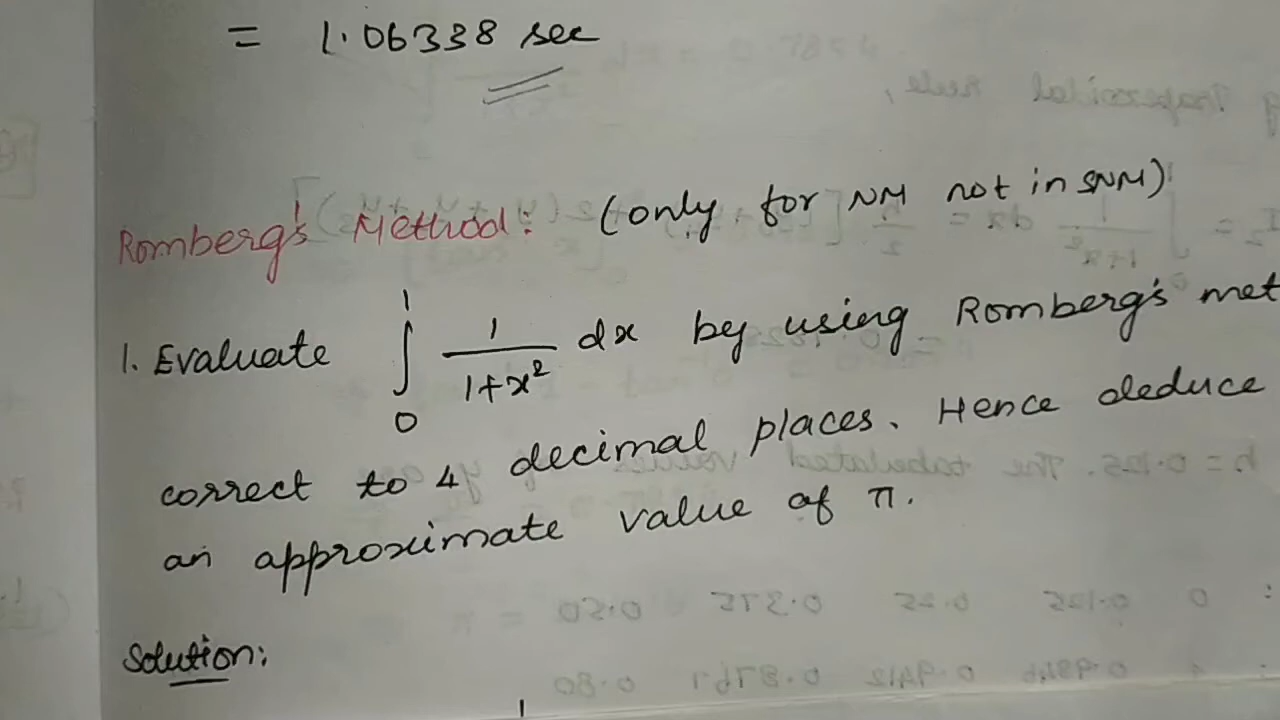 = 1.06338 sec
Romberg's Method: (only for NM not in SNM)
1. Evaluate ∫₀¹ 1/(1+x²) dx by using Romberg's met
correct to 4 decimal places. Hence deduce
an approximate value of π.
Solution: